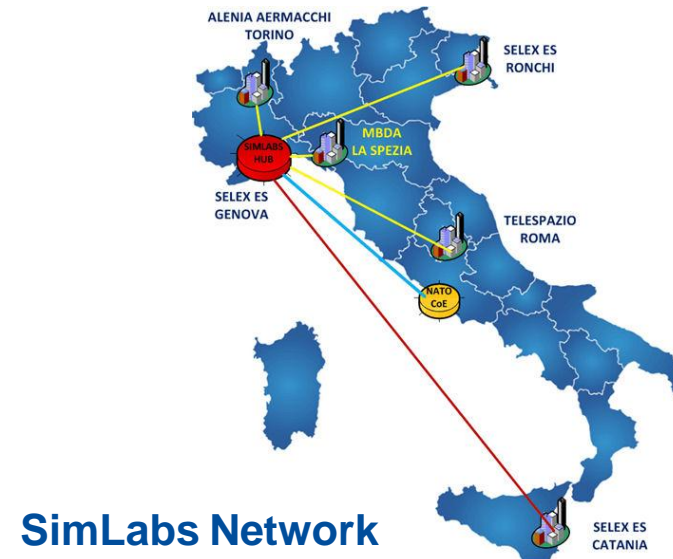 ALENIA AERMACCHI
TORINO
SELEX ES
RONCHI
MBDA
LA SPEZIA
SIMLABS
HUB
SELEX ES
GENOVA
TELESPAZIO
ROMA
NATO
CoE
SimLabs Network
SELEX ES
CATANIA